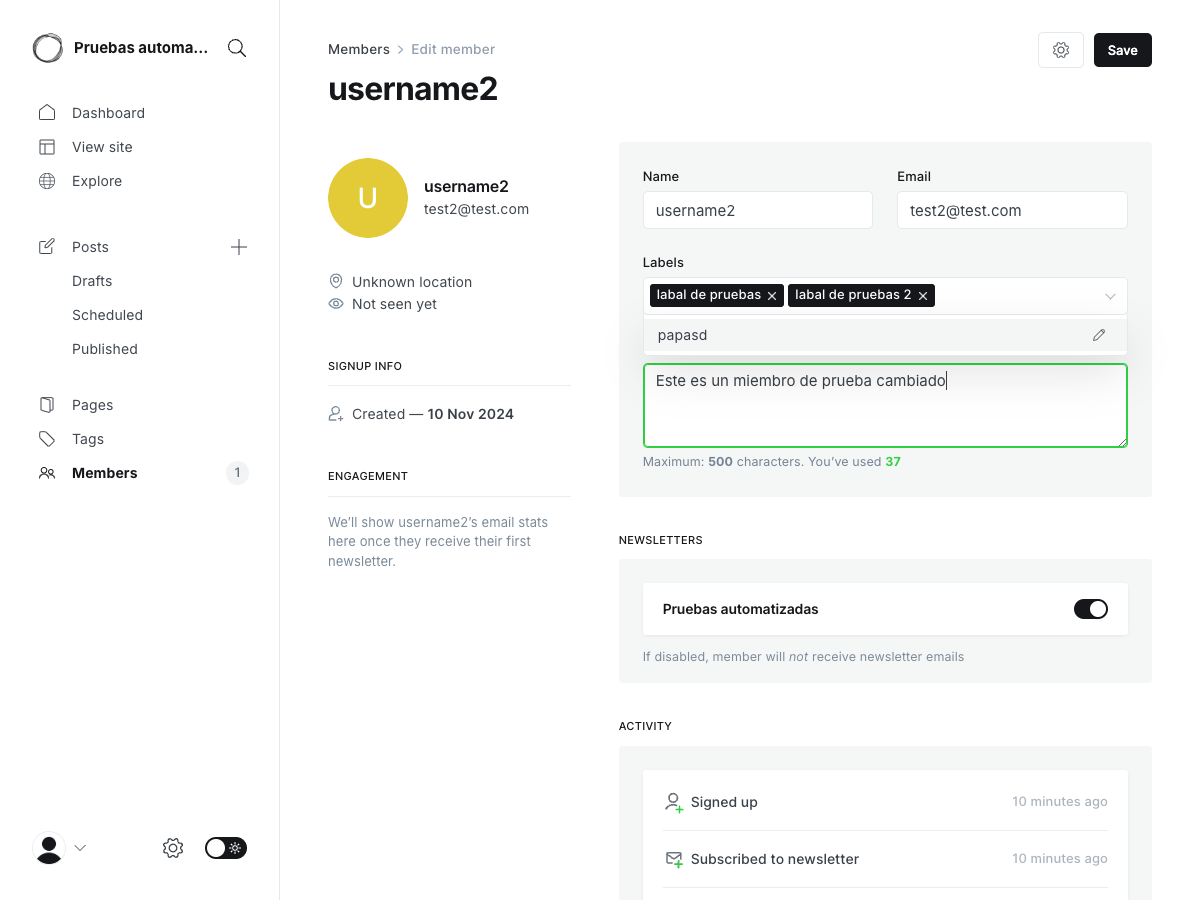 Pruebas automa...
Dashboard
View site
Explore
Posts
Drafts
Scheduled
Published
Pages
Tags
Members 1
Members Edit member
Save
username2
U
username2
test2@test.com
Unknown location
Not seen yet
SIGNUP INFO
Created — 10 Nov 2024
ENGAGEMENT
We'll show username2's email stats
here once they receive their first
newsletter.
Name Email
username2 test2@test.com
Labels
labal de pruebas labal de pruebas 2
papasd
Este es un miembro de prueba cambiado
Maximum: 500 characters. You've used 37
NEWSLETTERS
Pruebas automatizadas
If disabled, member will not receive newsletter emails
ACTIVITY
Signed up 10 minutes ago
Subscribed to newsletter 10 minutes ago